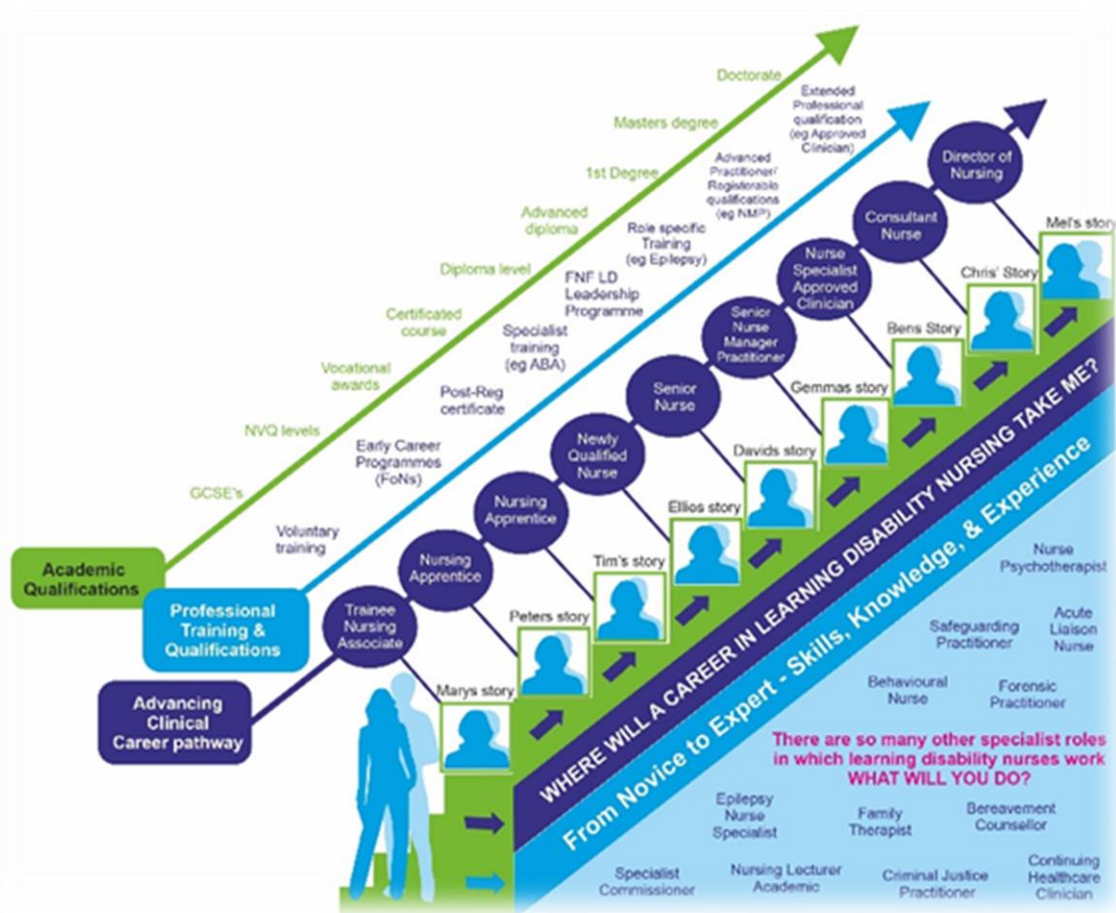 Doctorate
Masters degree
1st Degree
Advanced
diploma
Diploma level
Certificated
course
Vocational
awards
NVQ levels
GCSE's
Academic
Qualifications
Extended
Professional
qualification
(eg Approved
Clinician)
Advanced
Practitioner/
Registerable
qualifications
(eg NMP)
Role specific
Training
(eg Epilepsy)
FNF LD
Leadership
Programme
Specialist
training
(eg ABA)
Post-Reg
certificate
Early Career
Programmes
(FoNs)
Voluntary
training
Professional
Training &
Qualifications
Director of
Nursing
Consultant
Nurse
Nurse
Specialist
Approved
Clinician
Senior
Nurse
Manager
Practitioner
Senior
Nurse
Newly
Qualified
Nurse
Nursing
Apprentice
Nursing
Apprentice
Trainee
Nursing
Associate
Advancing
Clinical
Career pathway
Mel's stor
Chris' Story
Bens Story
Gemmas story
Davids story
Ellies story
Tim's story
Peters story
Marys story
WHERE WILL A CAREER IN LEARNING DISABILITY NURSING TAKE ME?
From Novice to Expert - Skills, Knowledge, & Experience
Nurse
Psychotherapist
Safeguarding
Practitioner
Acute
Liaison
Nurse
Behavioural
Nurse
Forensic
Practitioner
There are so many other specialist roles
in which learning disability nurses work
WHAT WILL YOU DO?
Epilepsy
Nurse
Specialist
Family
Therapist
Bereavement
Counsellor
Specialist
Commissioner
Nursing Lecturer
Academic
Criminal Justice
Practitioner
Continuing
Healthcare
Clinician